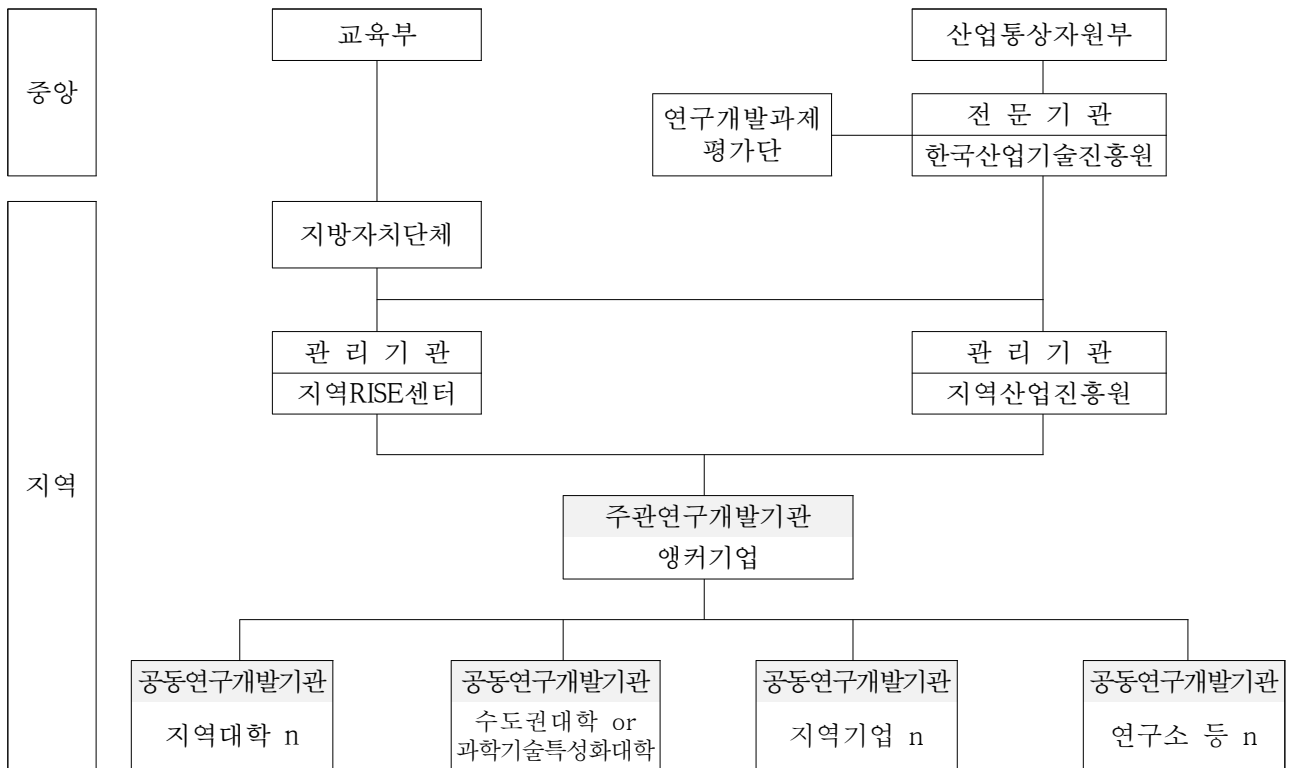 중앙
교육부
산업통상자원부
연구개발과제
평가단
전 문 기 관
한국산업기술진흥원
지역
지방자치단체
관 리 기 관
지역RISE센터
관 리 기 관
지역산업진흥원
주관연구개발기관
앵커기업
공동연구개발기관
지역대학 n
공동연구개발기관
수도권대학 or
과학기술특성화대학
공동연구개발기관
지역기업 n
공동연구개발기관
연구소 등 n